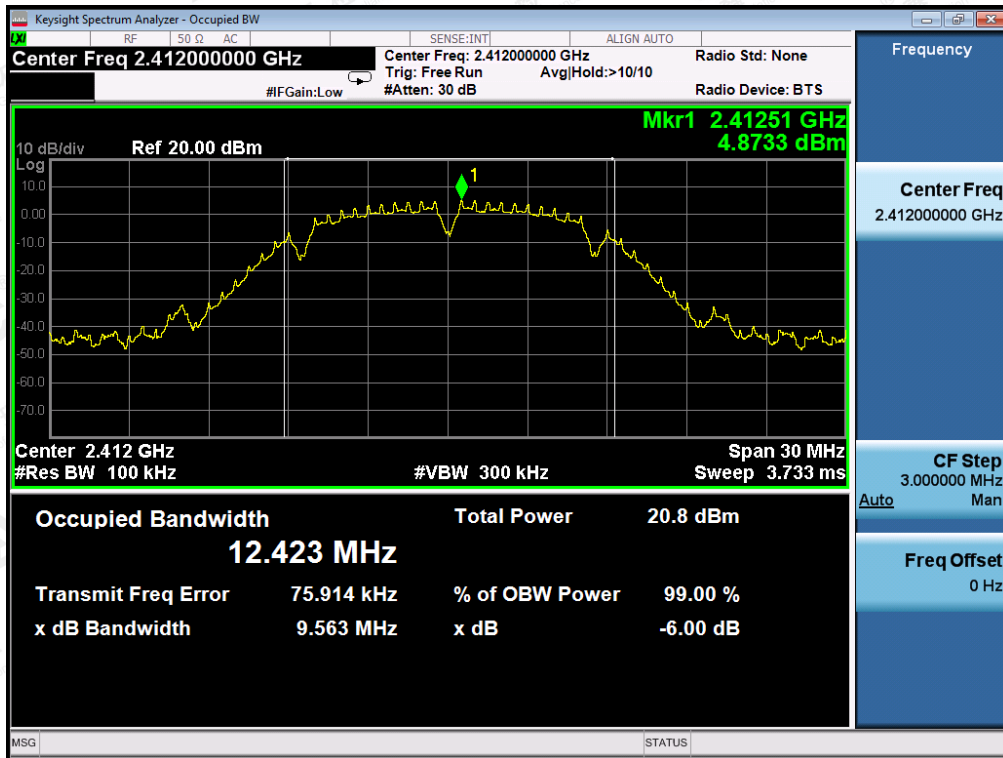 Keysight Spectrum Analyzer - Occupied BW
LXI RF 50 Ω AC SENSE:INT ALIGN AUTO
Center Freq 2.412000000 GHz
Center Freq: 2.412000000 GHz Radio Std: None
Trig: Free Run Avg|Hold:>10/10
#IFGain:Low #Atten: 30 dB Radio Device: BTS
Mkr1 2.41251 GHz
4.8733 dBm
10 dB/div Ref 20.00 dBm
Log
1
10.0
0.00
-10.0
-20.0
-30.0
-40.0
-50.0
-60.0
-70.0
Center 2.412 GHz Span 30 MHz
#Res BW 100 kHz #VBW 300 kHz Sweep 3.733 ms
Occupied Bandwidth Total Power 20.8 dBm
12.423 MHz
Transmit Freq Error 75.914 kHz % of OBW Power 99.00 %
x dB Bandwidth 9.563 MHz x dB -6.00 dB
MSG STATUS
Frequency
Center Freq
2.412000000 GHz
CF Step
3.000000 MHz
Auto Man
Freq Offset
0 Hz